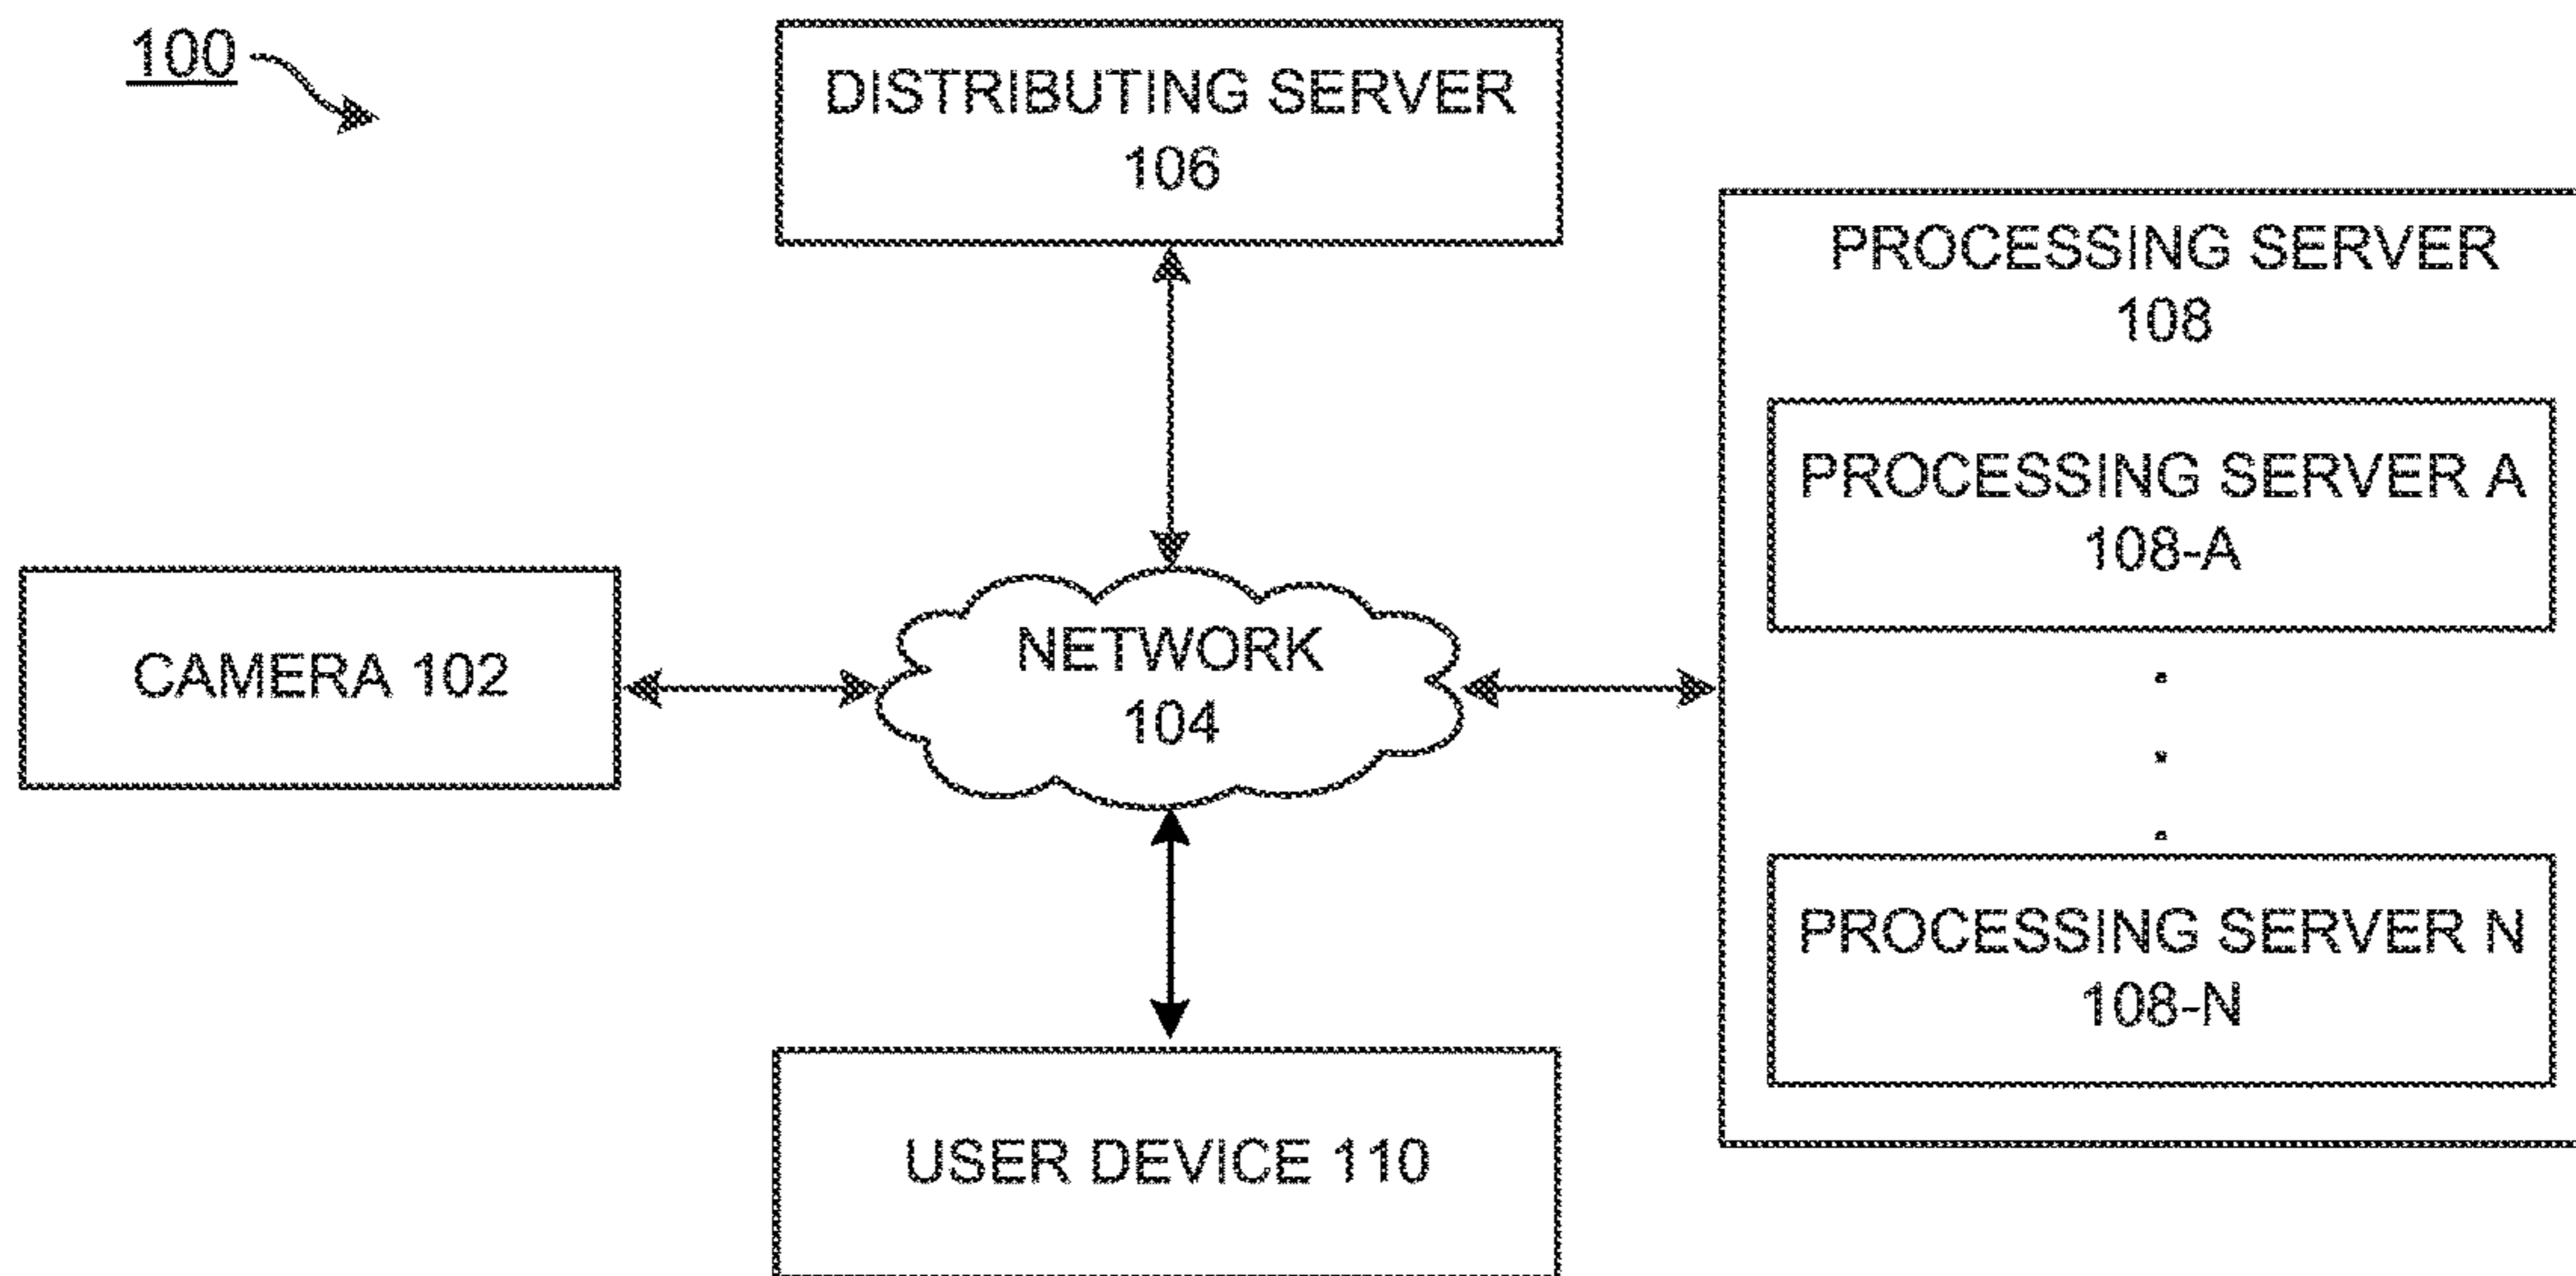 100
DISTRIBUTING SERVER
106
PROCESSING SERVER
108
PROCESSING SERVER A
108-A
CAMERA 102
NETWORK
104
PROCESSING SERVER N
108-N
USER DEVICE 110